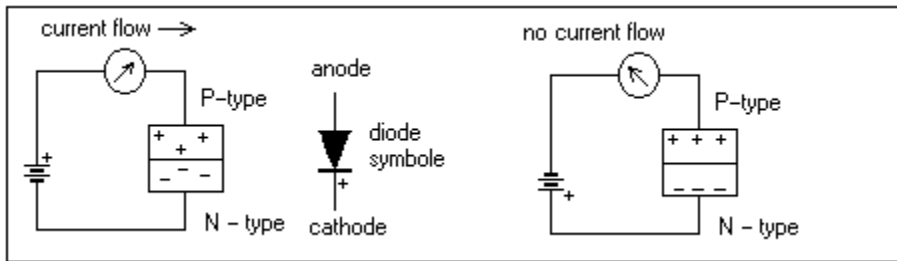 current flow →
P-type
+
+ + +
− − −
− −
N - type
anode
diode
symbole
+
cathode
no current flow
P-type
+ + +
− − −
+
N - type